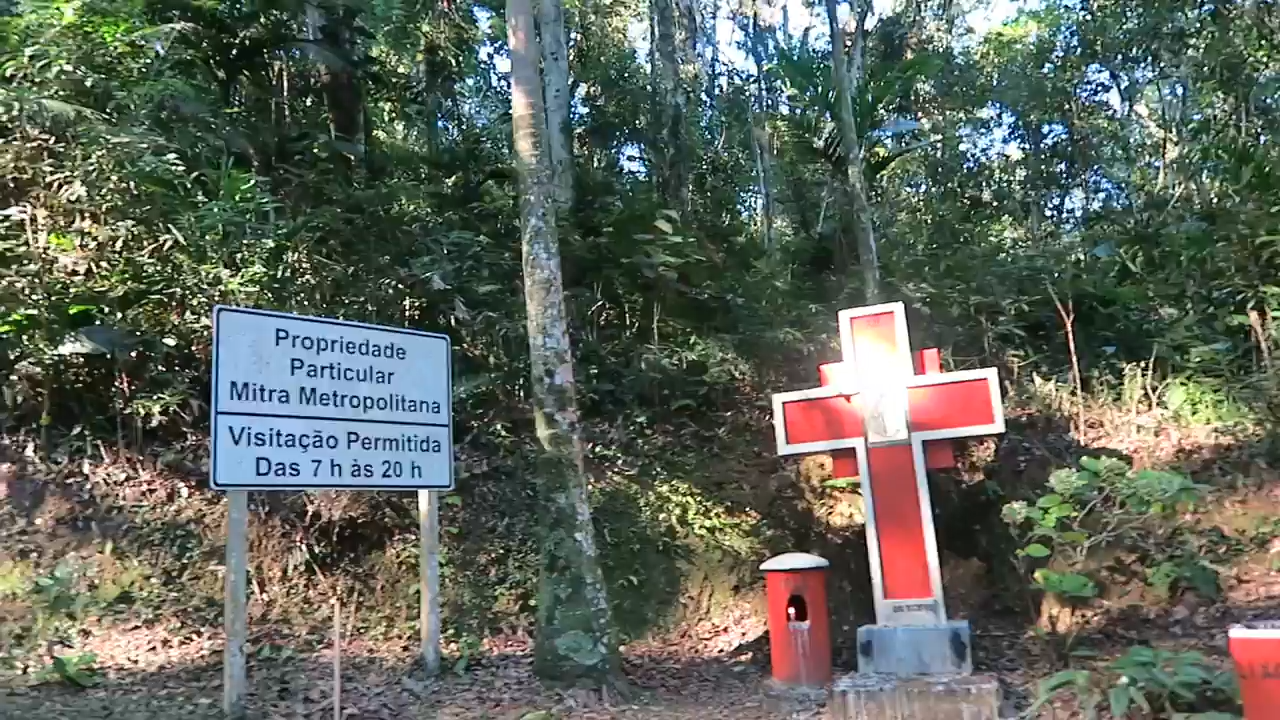 Propriedade
Particular
Mitra Metropolitana
Visitação Permitida
Das 7 h às 20 h